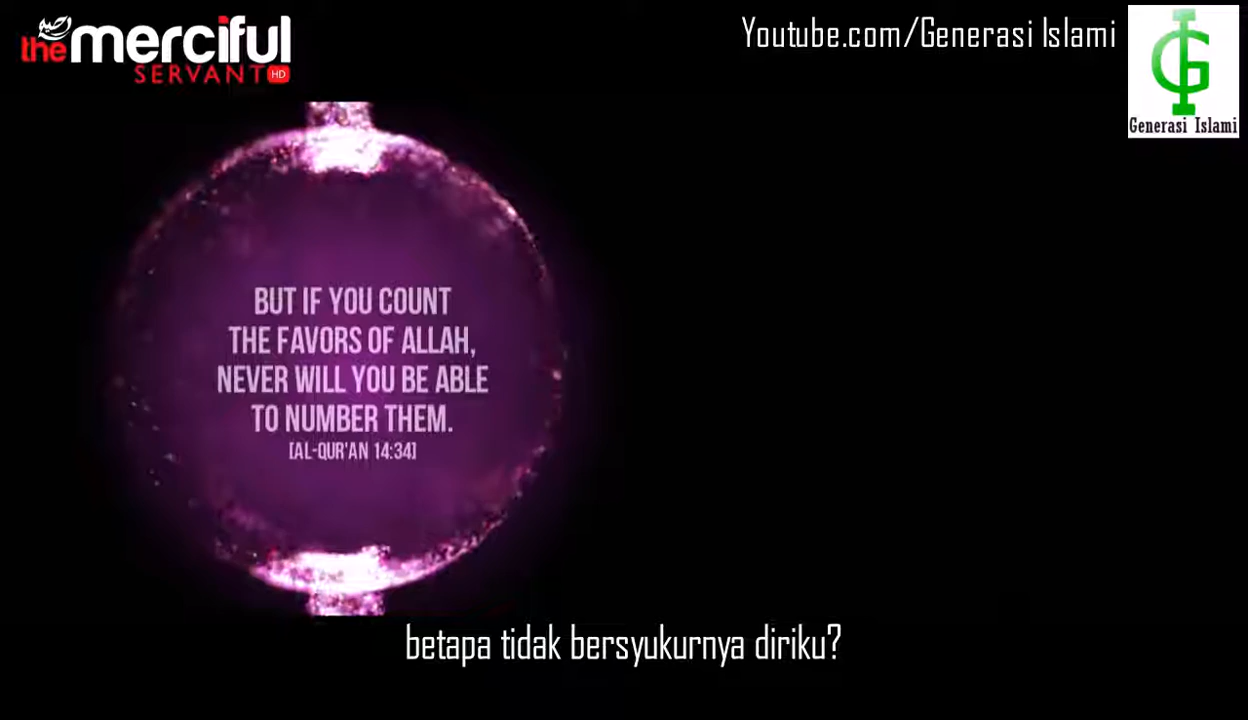 the merciful
SERVANT HD
Youtube.com/Generasi Islami
GI
Generasi Islami
BUT IF YOU COUNT
THE FAVORS OF ALLAH,
NEVER WILL YOU BE ABLE
TO NUMBER THEM.
[AL-QUR'AN 14:34]
betapa tidak bersyukurnya diriku?